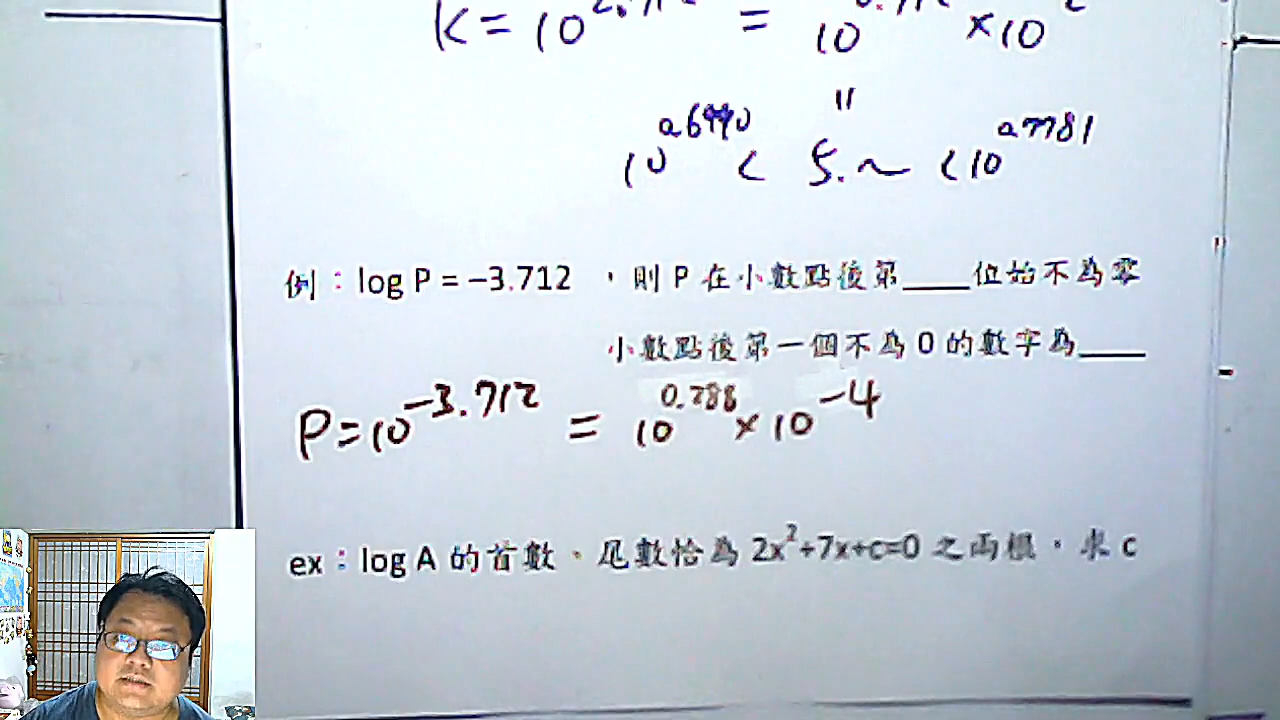 K = 10 = 10 × 10
"
10^0.6990 < 5.~ < 10^0.7781
例：log P = −3.712 ，則 P 在小數點後第____位始不為零
小數點後第一個不為 0 的數字為____
P = 10^-3.712 = 10^0.288 × 10^-4
ex：log A 的首數、尾數恰為 2x²+7x+c=0 之兩根，求 c